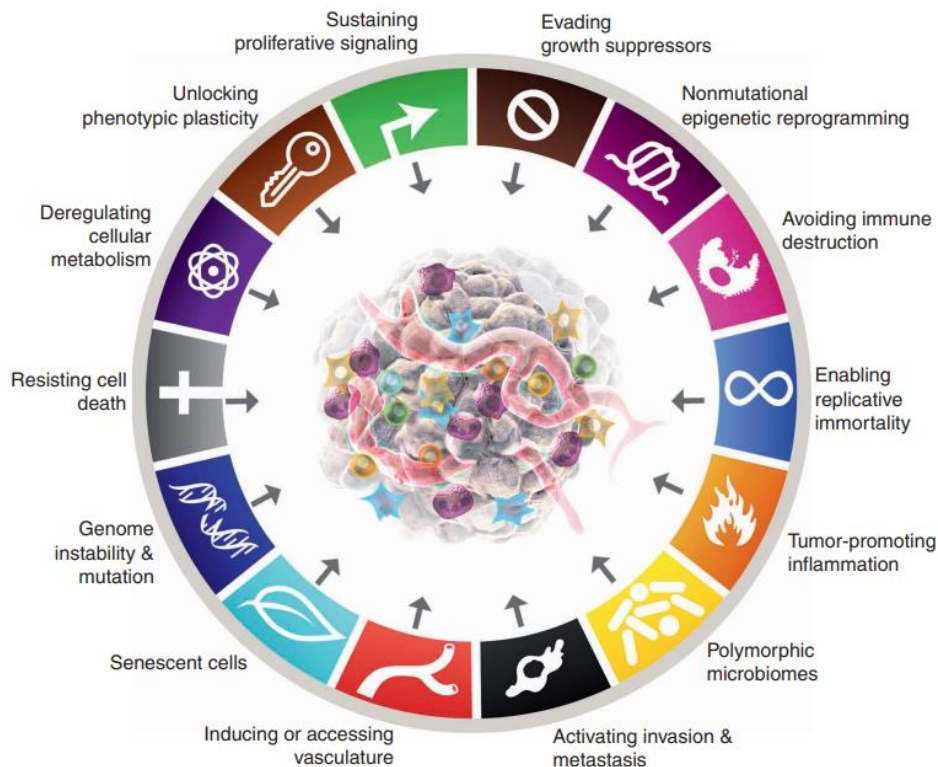 Sustaining
proliferative signaling
Evading
growth suppressors
Nonmutational
epigenetic reprogramming
Avoiding immune
destruction
Enabling
replicative
immortality
Tumor-promoting
inflammation
Polymorphic
microbiomes
Activating invasion &
metastasis
Inducing or accessing
vasculature
Senescent cells
Genome
instability &
mutation
Resisting cell
death
Deregulating
cellular
metabolism
Unlocking
phenotypic plasticity